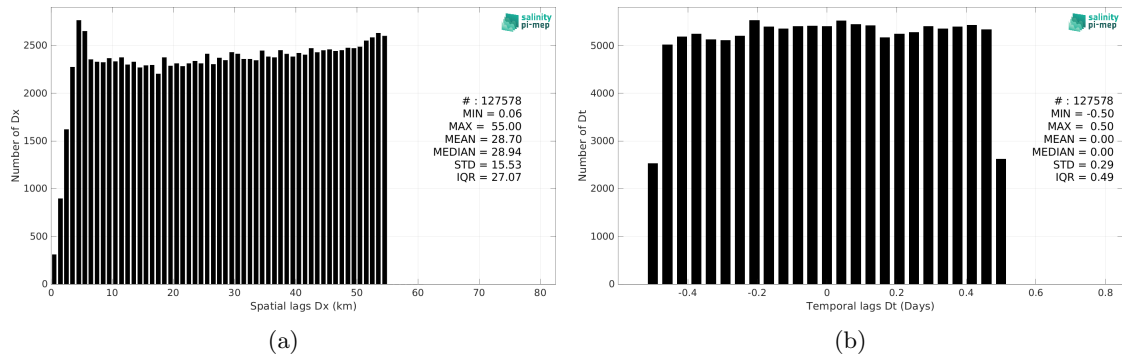 salinity
pi-mep
# : 127578
MIN = 0.06
MAX = 55.00
MEAN = 28.70
MEDIAN = 28.94
STD = 15.53
IQR = 27.07
Number of Dx
2500
2000
1500
1000
500
0
0 10 20 30 40 50 60 70 80
Spatial lags Dx (km)
(a)
salinity
pi-mep
# : 127578
MIN = -0.50
MAX = 0.50
MEAN = 0.00
MEDIAN = 0.00
STD = 0.29
IQR = 0.49
Number of Dt
5000
4000
3000
2000
1000
0
-0.4 -0.2 0 0.2 0.4 0.6 0.8
Temporal lags Dt (Days)
(b)